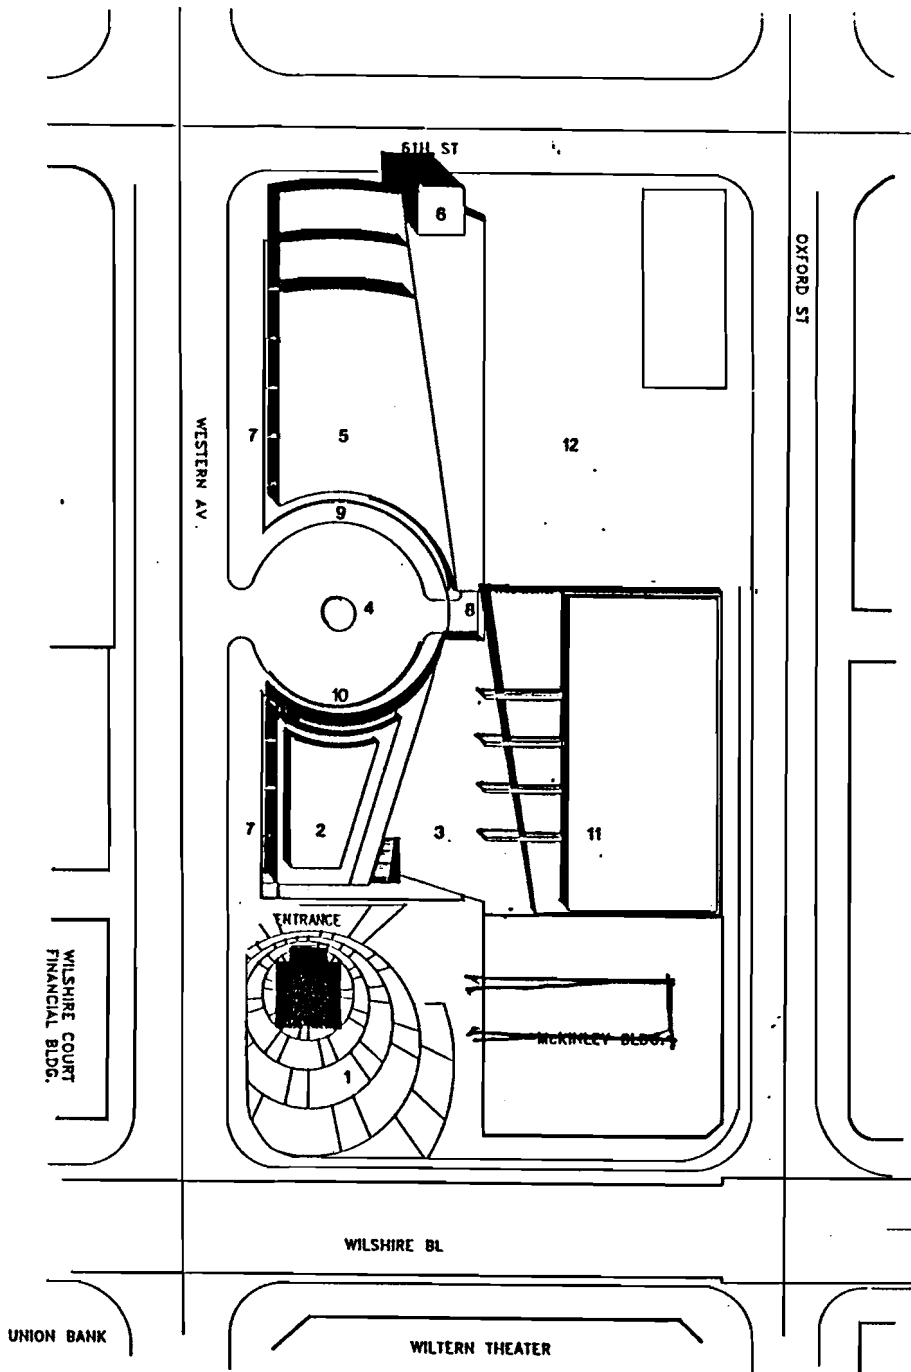 6TH ST
6
OXFORD ST
WESTERN AV.
7
5
12
9
4
8
10
7
2
3
11
ENTRANCE
WILSHIRE COURT
FINANCIAL BLDG.
McKINLEY BLDG.
1
WILSHIRE BL
UNION BANK
WILTERN THEATER